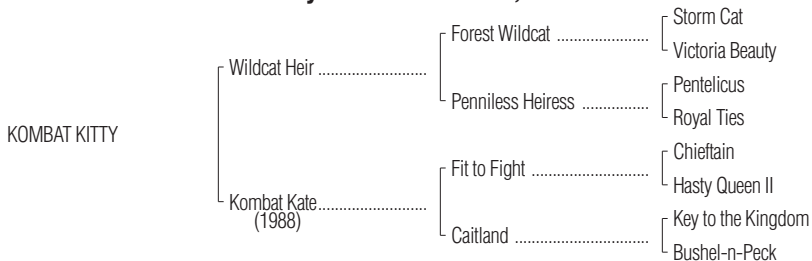 Storm Cat
Forest Wildcat ......................
Victoria Beauty
Wildcat Heir ..........................
Pentelicus
Penniless Heiress ................
Royal Ties
KOMBAT KITTY
Chieftain
Fit to Fight ............................
Hasty Queen II
Kombat Kate..........................
(1988)
Key to the Kingdom
Caitland ................................
Bushel-n-Peck